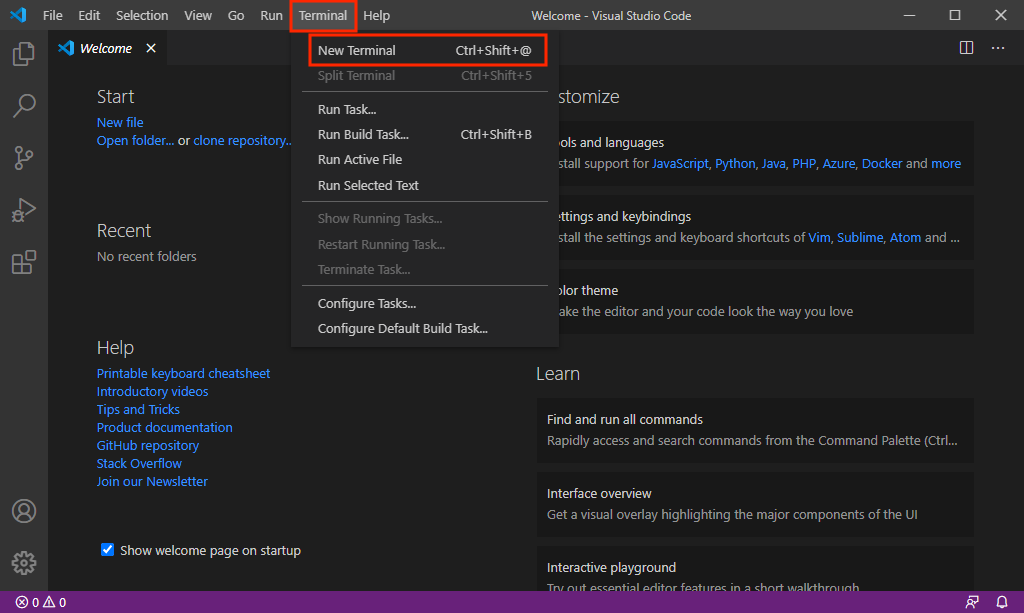 File Edit Selection View Go Run Terminal Help Welcome - Visual Studio Code
Welcome
New Terminal Ctrl+Shift+@
Split Terminal Ctrl+Shift+5
Run Task...
Run Build Task... Ctrl+Shift+B
Run Active File
Run Selected Text
Show Running Tasks...
Restart Running Task...
Terminate Task...
Configure Tasks...
Configure Default Build Task...
Start
New file
Open folder... or clone repository..
Recent
No recent folders
Help
Printable keyboard cheatsheet
Introductory videos
Tips and Tricks
Product documentation
GitHub repository
Stack Overflow
Join our Newsletter
Show welcome page on startup
stomize
ols and languages
stall support for JavaScript, Python, Java, PHP, Azure, Docker and more
ettings and keybindings
stall the settings and keyboard shortcuts of Vim, Sublime, Atom and ...
olor theme
ake the editor and your code look the way you love
Learn
Find and run all commands
Rapidly access and search commands from the Command Palette (Ctrl...
Interface overview
Get a visual overlay highlighting the major components of the UI
Interactive playground
Try out essential editor features in a short walkthrough
0 0